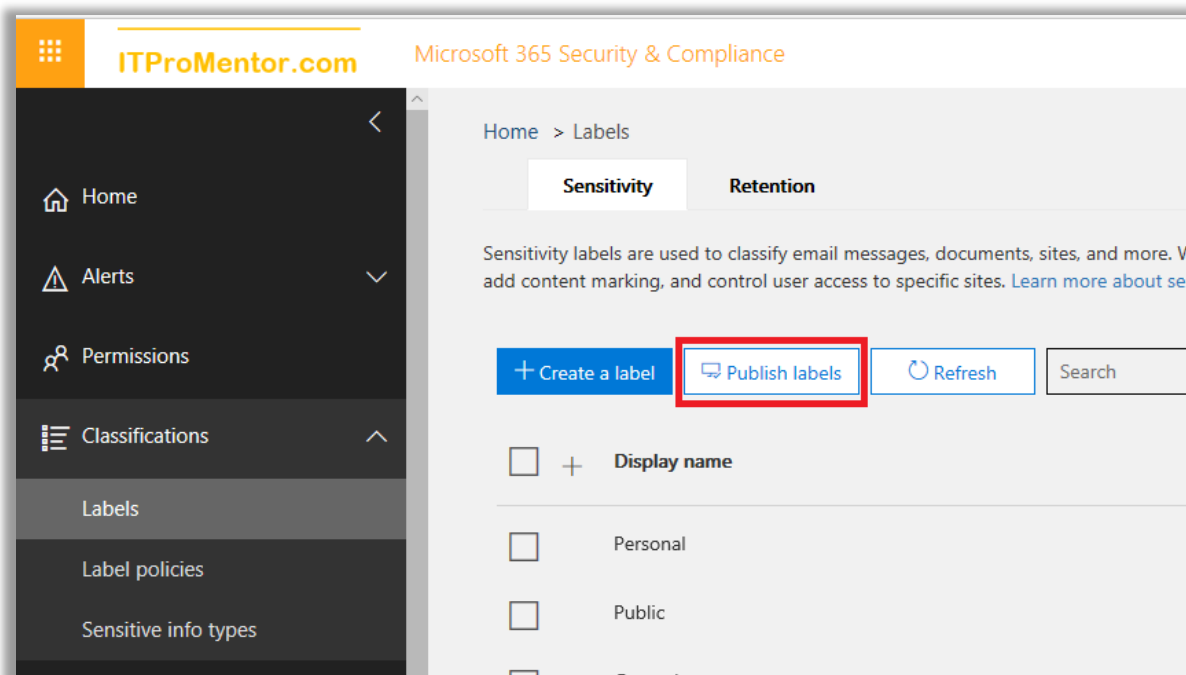 ITProMentor.com
Microsoft 365 Security & Compliance
Home
Alerts
Permissions
Classifications
Labels
Label policies
Sensitive info types
Home > Labels
Sensitivity
Retention
Sensitivity labels are used to classify email messages, documents, sites, and more.
add content marking, and control user access to specific sites. Learn more about
+ Create a label
Publish labels
Refresh
Search
Display name
Personal
Public